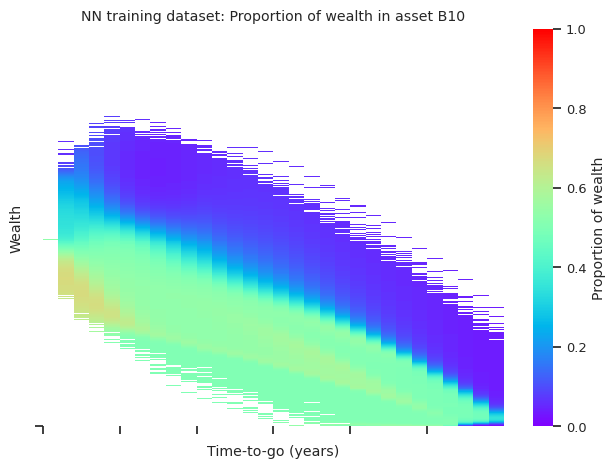 NN training dataset: Proportion of wealth in asset B10
1.0
0.8
0.6
0.4
0.2
0.0
Proportion of wealth
Wealth
Time-to-go (years)